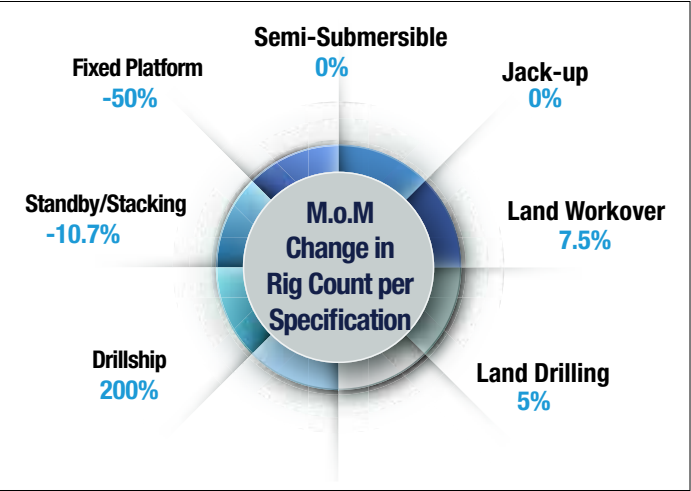 Semi-Submersible
0%
Jack-up
0%
Land Workover
7.5%
Land Drilling
5%
Drillship
200%
Standby/Stacking
-10.7%
Fixed Platform
-50%
M.o.M
Change in
Rig Count per
Specification